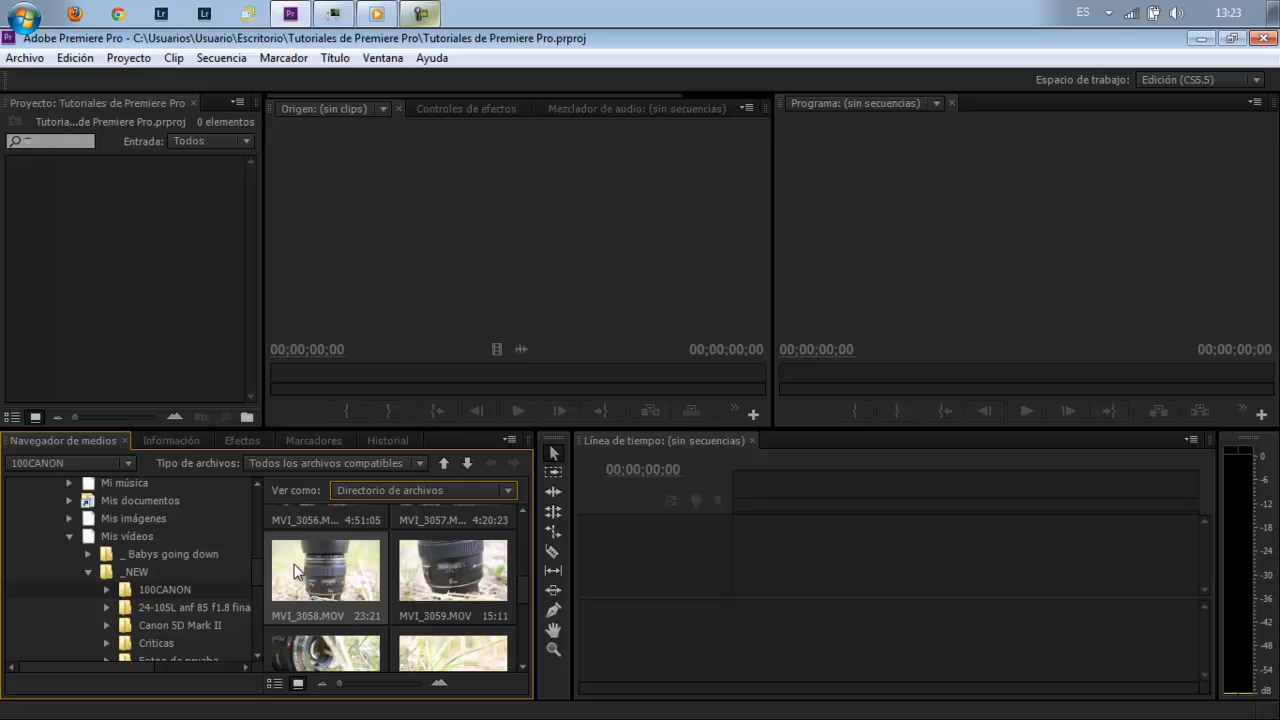 ES
13:23
Adobe Premiere Pro - C:\Usuarios\Usuario\Escritorio\Tutoriales de Premiere Pro\Tutoriales de Premiere Pro.prproj
Archivo Edición Proyecto Clip Secuencia Marcador Título Ventana Ayuda
Espacio de trabajo: Edición (CS5.5)
Proyecto: Tutoriales de Premiere Pro
Tutoria...de Premiere Pro.prproj 0 elementos
Entrada: Todos
Origen: (sin clips) Controles de efectos Mezclador de audio: (sin secuencias)
00;00;00;00 00;00;00;00
Programa: (sin secuencias)
00;00;00;00 00;00;00;00
Navegador de medios Información Efectos Marcadores Historial
100CANON Tipo de archivos: Todos los archivos compatibles
Mi música
Mis documentos
Mis imágenes
Mis vídeos
_ Babys going down
_NEW
100CANON
24-105L anf 85 f1.8 fina
Canon 5D Mark II
Criticas
Fotos de prueba
Ver como: Directorio de archivos
MVI_3056.M... 4:51:05 MVI_3057.M... 4:20:23
MVI_3058.MOV 23:21 MVI_3059.MOV 15:11
Línea de tiempo: (sin secuencias)
00;00;00;00
0
-6
-12
-18
-24
-30
-36
-42
-48
-54
dB